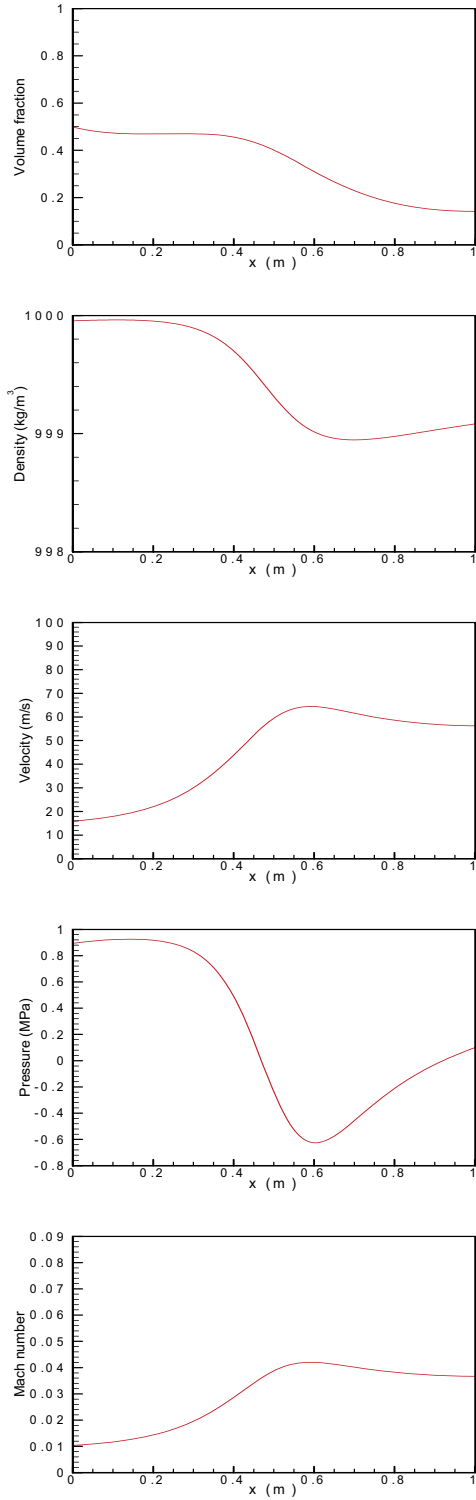 1
0.8
0.6
0.4
0.2
0
Volume fraction
0 0.2 0.4 0.6 0.8 1
x (m)
1000
999
998
Density (kg/m³)
0 0.2 0.4 0.6 0.8 1
x (m)
100
90
80
70
60
50
40
30
20
10
0
Velocity (m/s)
0 0.2 0.4 0.6 0.8 1
x (m)
1
0.8
0.6
0.4
0.2
0
-0.2
-0.4
-0.6
-0.8
Pressure (MPa)
0 0.2 0.4 0.6 0.8 1
x (m)
0.09
0.08
0.07
0.06
0.05
0.04
0.03
0.02
0.01
0
Mach number
0 0.2 0.4 0.6 0.8 1
x (m)